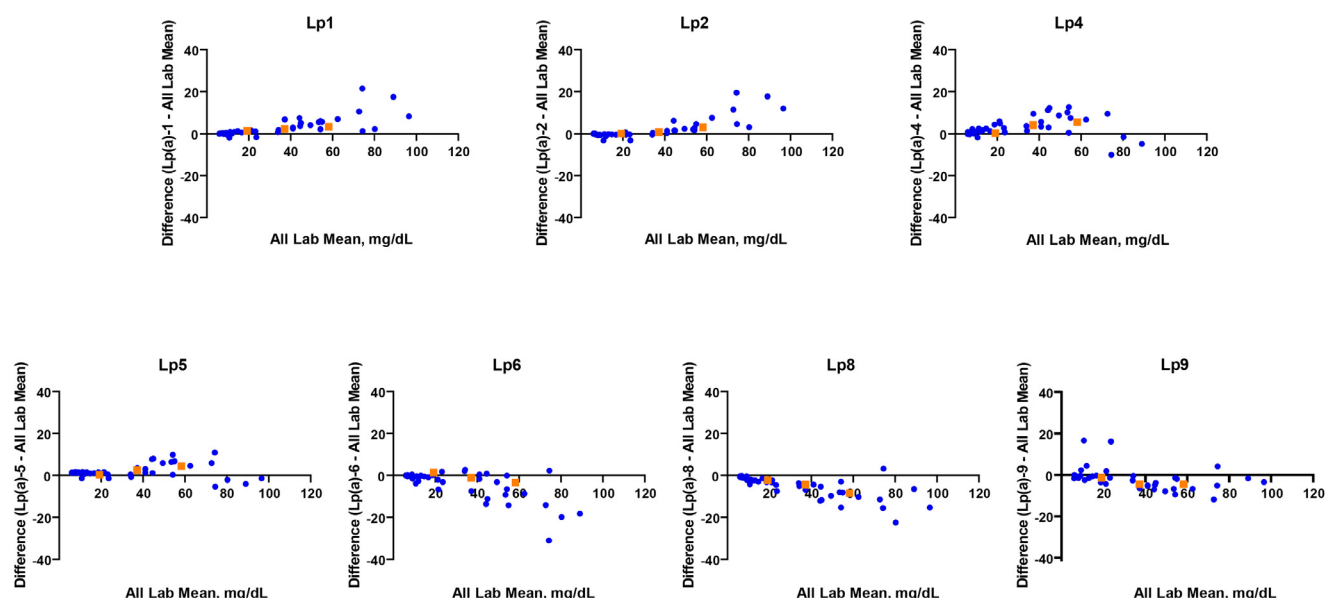 Lp1
Difference (Lp(a)-1 - All Lab Mean)
40
20
0
-20
-40
20 40 60 80 100 120
All Lab Mean, mg/dL
Lp2
Difference (Lp(a)-2 - All Lab Mean)
40
20
0
-20
-40
20 40 60 80 100 120
All Lab Mean, mg/dL
Lp4
Difference (Lp(a)-4 - All Lab Mean)
40
20
0
-20
-40
20 40 60 80 100 120
All Lab Mean, mg/dL
Lp5
Difference (Lp(a)-5 - All Lab Mean)
40
20
0
-20
-40
20 40 60 80 100 120
All Lab Mean, mg/dL
Lp6
Difference (Lp(a)-6 - All Lab Mean)
40
20
0
-20
-40
20 40 60 80 100 120
All Lab Mean, mg/dL
Lp8
Difference (Lp(a)-8 - All Lab Mean)
40
20
0
-20
-40
20 40 60 80 100 120
All Lab Mean, mg/dL
Lp9
Difference (Lp(a)-9 - All Lab Mean)
40
20
0
-20
-40
20 40 60 80 100 120
All Lab Mean, mg/dL